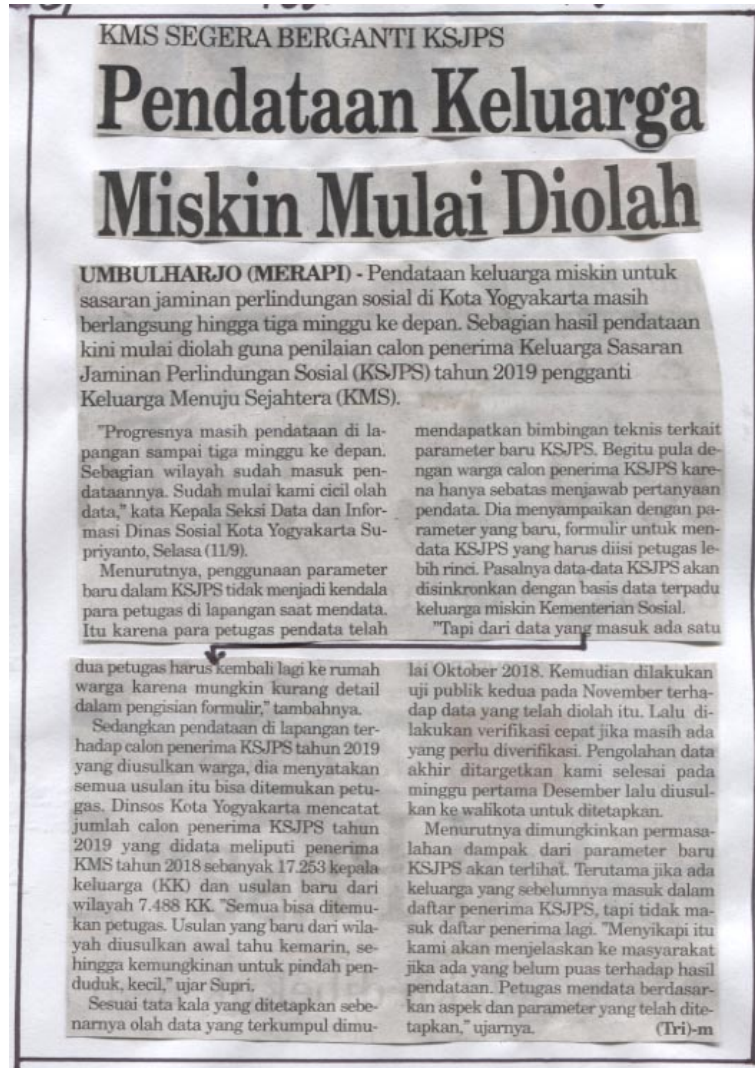 KMS SEGERA BERGANTI KSJPS
Pendataan Keluarga
Miskin Mulai Diolah
UMBULHARJO (MERAPI) - Pendataan keluarga miskin untuk
sasaran jaminan perlindungan sosial di Kota Yogyakarta masih
berlangsung hingga tiga minggu ke depan. Sebagian hasil pendataan
kini mulai diolah guna penilaian calon penerima Keluarga Sasaran
Jaminan Perlindungan Sosial (KSJPS) tahun 2019 pengganti
Keluarga Menuju Sejahtera (KMS).
"Progresnya masih pendataan di la-
pangan sampai tiga minggu ke depan.
Sebagian wilayah sudah masuk pen-
dataannya. Sudah mulai kami cicil olah
data," kata Kepala Seksi Data dan Infor-
masi Dinas Sosial Kota Yogyakarta Su-
priyanto, Selasa (11/9).
Menurutnya, penggunaan parameter
baru dalam KSJPS tidak menjadi kendala
para petugas di lapangan saat mendata.
Itu karena para petugas pendata telah
mendapatkan bimbingan teknis terkait
parameter baru KSJPS. Begitu pula de-
ngan warga calon penerima KSJPS kare-
na hanya sebatas menjawab pertanyaan
pendata. Dia menyampaikan dengan pa-
rameter yang baru, formulir untuk men-
data KSJPS yang harus diisi petugas le-
bih rinci. Pasalnya data-data KSJPS akan
disinkronkan dengan basis data terpadu
keluarga miskin Kementerian Sosial.
"Tapi dari data yang masuk ada satu
dua petugas harus kembali lagi ke rumah
warga karena mungkin kurang detail
dalam pengisian formulir," tambahnya.
Sedangkan pendataan di lapangan ter-
hadap calon penerima KSJPS tahun 2019
yang diusulkan warga, dia menyatakan
semua usulan itu bisa ditemukan petu-
gas. Dinsos Kota Yogyakarta mencatat
jumlah calon penerima KSJPS tahun
2019 yang didata meliputi penerima
KMS tahun 2018 sebanyak 17.253 kepala
keluarga (KK) dan usulan baru dari
wilayah 7.488 KK. "Semua bisa ditemu-
kan petugas. Usulan yang baru dari wila-
yah diusulkan awal tahu kemarin, se-
hingga kemungkinan untuk pindah pen-
duduk, kecil," ujar Supri.
Sesuai tata kala yang ditetapkan sebe-
narnya olah data yang terkumpul dimu-
lai Oktober 2018. Kemudian dilakukan
uji publik kedua pada November terha-
dap data yang telah diolah itu. Lalu di-
lakukan verifikasi cepat jika masih ada
yang perlu diverifikasi. Pengolahan data
akhir ditargetkan kami selesai pada
minggu pertama Desember lalu diusul-
kan ke walikota untuk ditetapkan.
Menurutnya dimungkinkan permasa-
lahan dampak dari parameter baru
KSJPS akan terlihat. Terutama jika ada
keluarga yang sebelumnya masuk dalam
daftar penerima KSJPS, tapi tidak ma-
suk daftar penerima lagi. "Menyikapi itu
kami akan menjelaskan ke masyarakat
jika ada yang belum puas terhadap hasil
pendataan. Petugas mendata berdasar-
kan aspek dan parameter yang telah dite-
tapkan," ujarnya. (Tri)-m